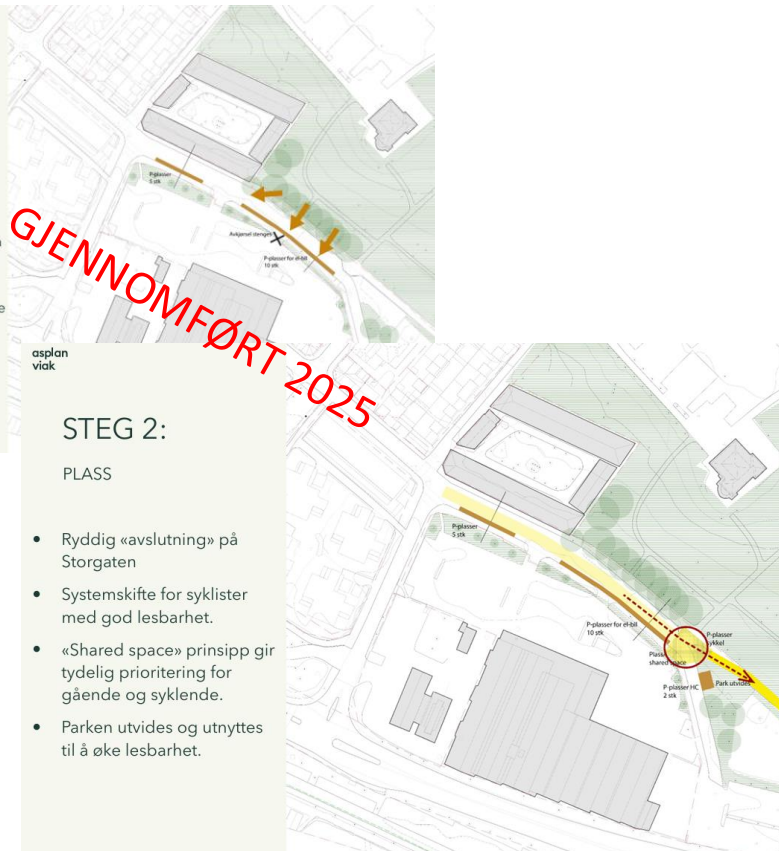 P-plasser
5 stk
Avkjørsel stenges
P-plasser for el-bil
10 stk
GJENNOMFØRT 2025
asplan
viak
STEG 2:
PLASS
• Ryddig «avslutning» på
Storgaten
• Systemskifte for syklister
med god lesbarhet.
• «Shared space» prinsipp gir
tydelig prioritering for
gående og syklende.
• Parken utvides og utnyttes
til å øke lesbarhet.
P-plasser
5 stk
P-plasser for el-bil
10 stk
P-plasser
sykkel
Plass
shared space
P-plasser HC
2 stk
Park utvides